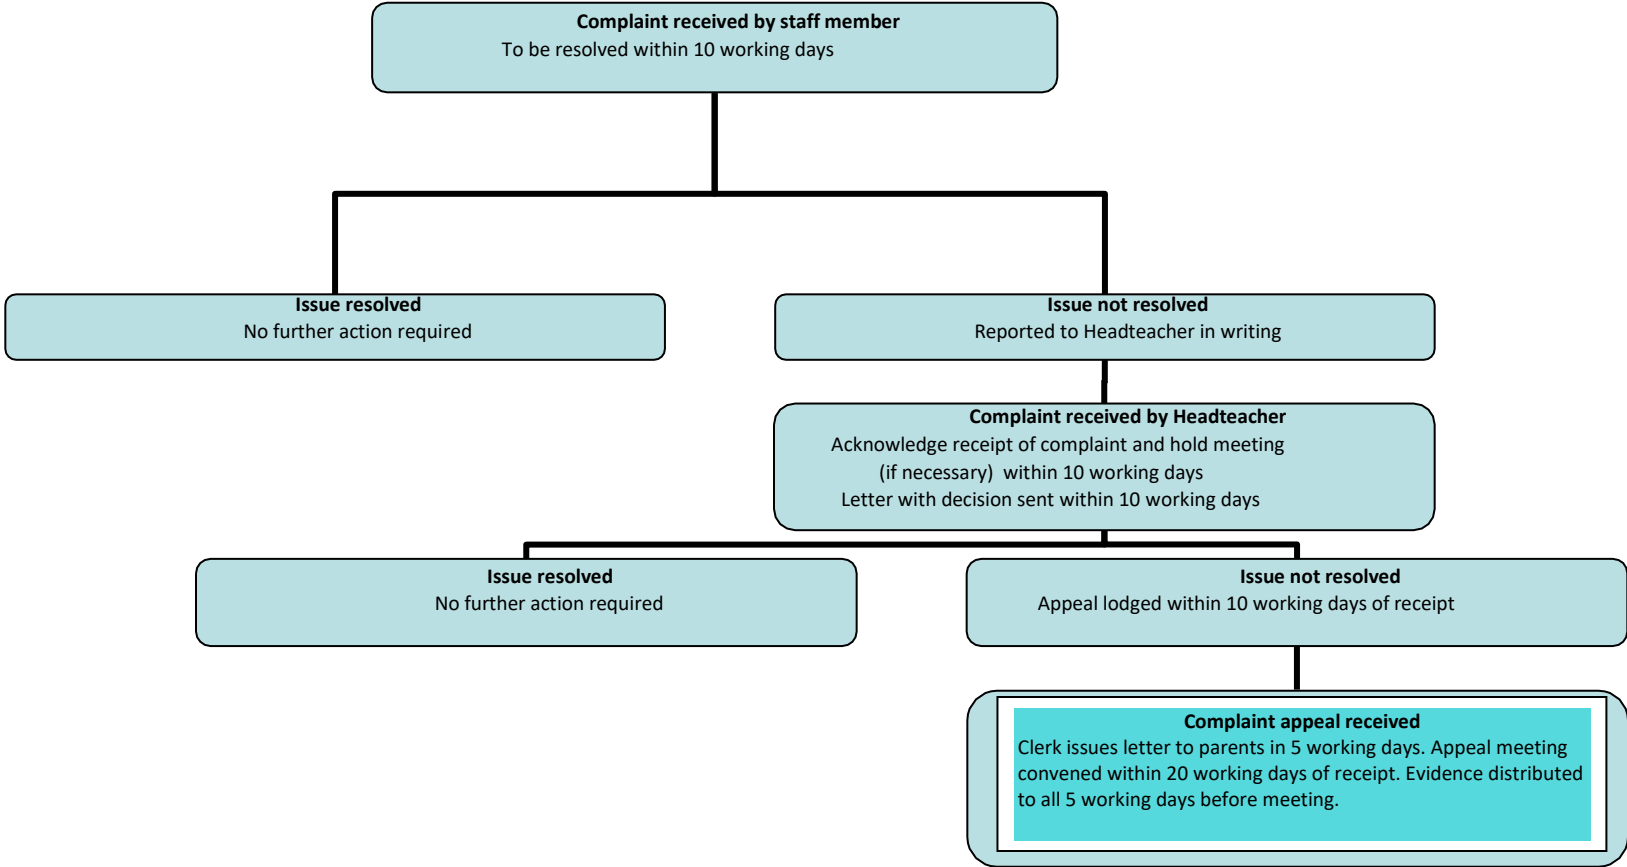 Complaint received by staff member
To be resolved within 10 working days
Issue resolved
No further action required
Issue not resolved
Reported to Headteacher in writing
Complaint received by Headteacher
Acknowledge receipt of complaint and hold meeting
(if necessary) within 10 working days
Letter with decision sent within 10 working days
Issue resolved
No further action required
Issue not resolved
Appeal lodged within 10 working days of receipt
Complaint appeal received
Clerk issues letter to parents in 5 working days. Appeal meeting
convened within 20 working days of receipt. Evidence distributed
to all 5 working days before meeting.